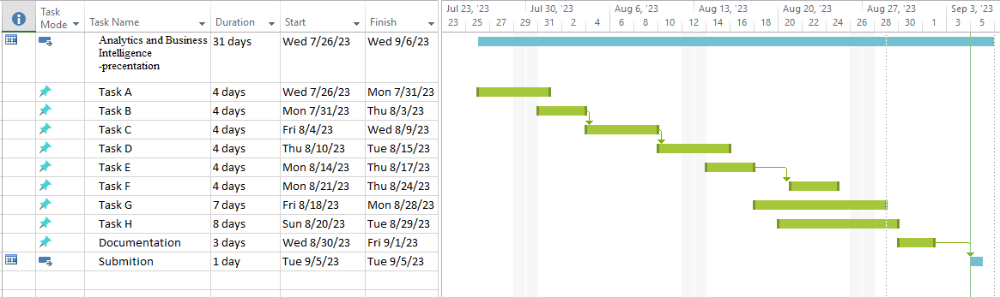 Task Mode Task Name Duration Start Finish
Jul 23, '23 Jul 30, '23 Aug 6, '23 Aug 13, '23 Aug 20, '23 Aug 27, '23 Sep 3, '23
23 25 27 29 31 2 4 6 8 10 12 14 16 18 20 22 24 26 28 30 1 3 5
Analytics and Business Intelligence -precentation 31 days Wed 7/26/23 Wed 9/6/23
Task A 4 days Wed 7/26/23 Mon 7/31/23
Task B 4 days Mon 7/31/23 Thu 8/3/23
Task C 4 days Fri 8/4/23 Wed 8/9/23
Task D 4 days Thu 8/10/23 Tue 8/15/23
Task E 4 days Mon 8/14/23 Thu 8/17/23
Task F 4 days Mon 8/21/23 Thu 8/24/23
Task G 7 days Fri 8/18/23 Mon 8/28/23
Task H 8 days Sun 8/20/23 Tue 8/29/23
Documentation 3 days Wed 8/30/23 Fri 9/1/23
Submition 1 day Tue 9/5/23 Tue 9/5/23